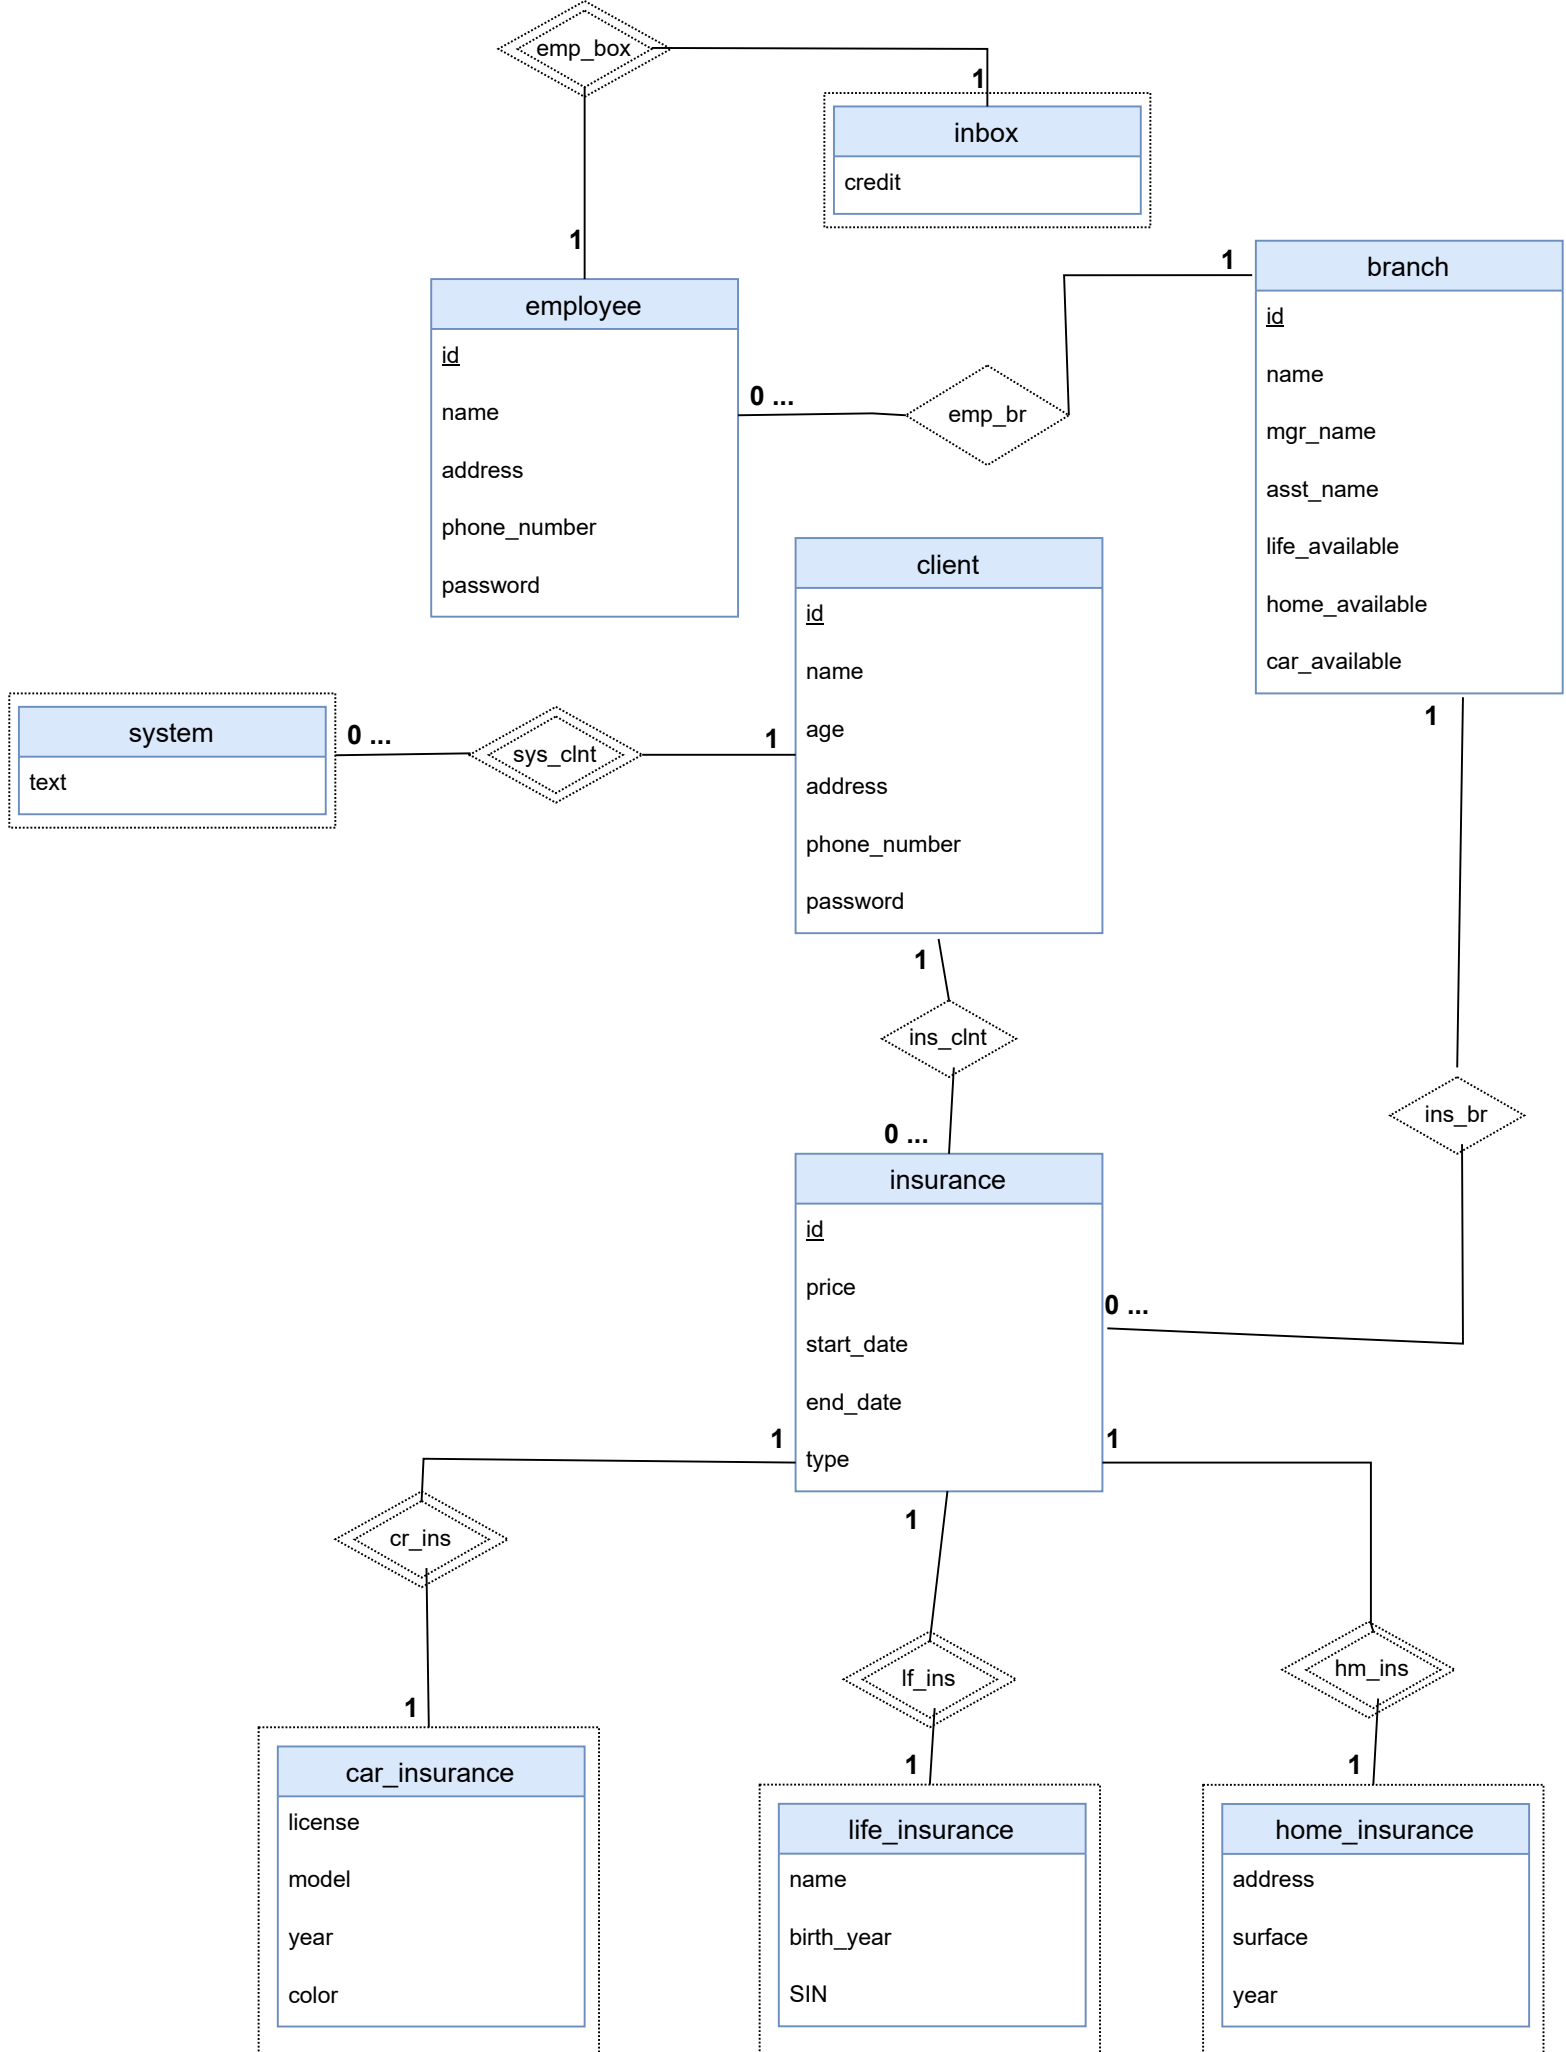 emp_box
1
inbox
credit
1
employee
id
name
address
phone_number
password
0 ...
emp_br
1
branch
id
name
mgr_name
asst_name
life_available
home_available
car_available
1
client
id
name
age
address
phone_number
password
system
text
0 ...
sys_clnt
1
1
ins_clnt
0 ...
ins_br
insurance
id
price
start_date
end_date
type
0 ...
1
1
1
cr_ins
lf_ins
hm_ins
1
1
1
car_insurance
license
model
year
color
life_insurance
name
birth_year
SIN
home_insurance
address
surface
year